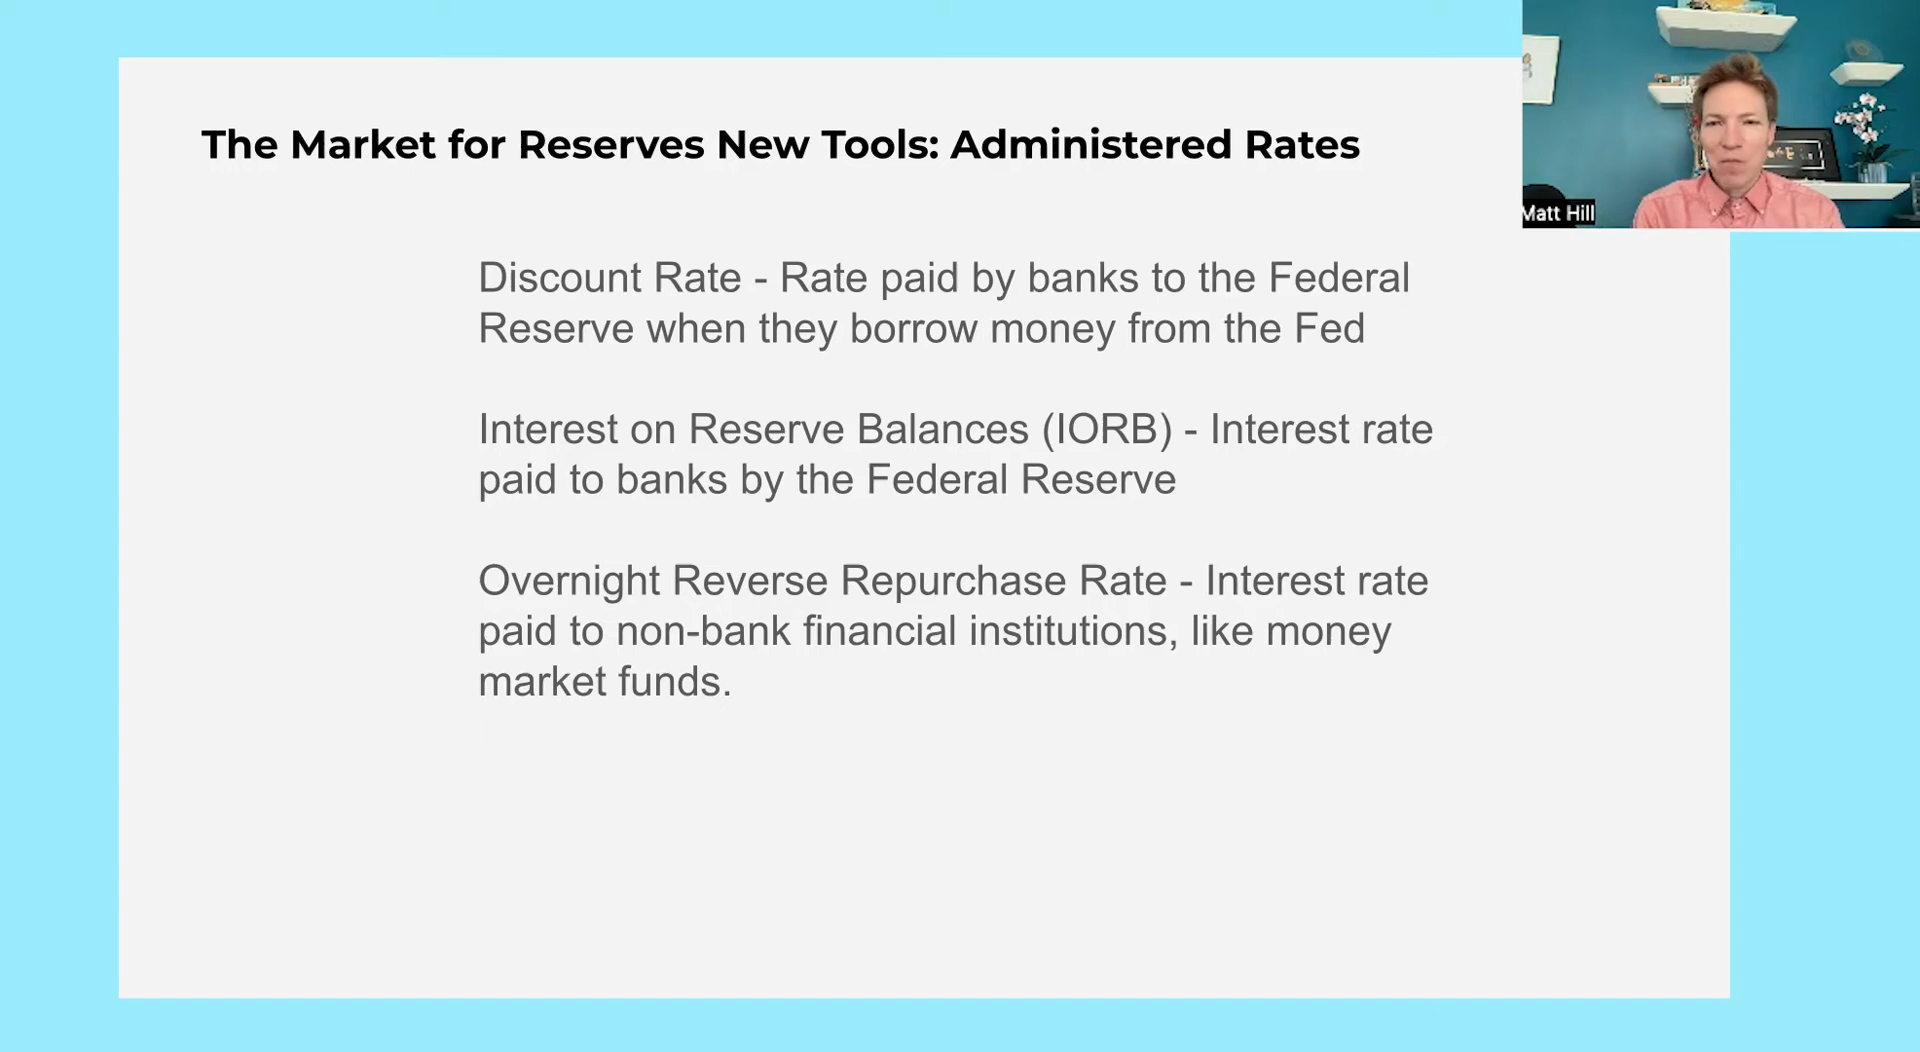 The Market for Reserves New Tools: Administered Rates
Matt Hill
Discount Rate - Rate paid by banks to the Federal
Reserve when they borrow money from the Fed
Interest on Reserve Balances (IORB) - Interest rate
paid to banks by the Federal Reserve
Overnight Reverse Repurchase Rate - Interest rate
paid to non-bank financial institutions, like money
market funds.